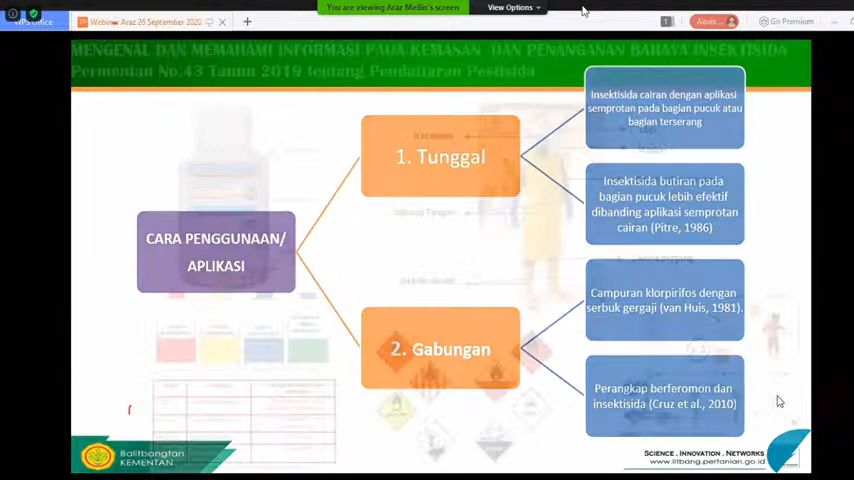 You are viewing Araz Meilin's screen
View Options
WPS Office
Webinar Araz 26 September 2020
1
Akses
Go Premium
MENGENAL DAN MEMAHAMI INFORMASI PADA KEMASAN DAN PENANGANAN BAHAYA INSEKTISIDA
Permentan No.43 Tahun 2019 tentang Pendaftaran Pestisida
CARA PENGGUNAAN/
APLIKASI
1. Tunggal
Insektisida cairan dengan aplikasi
semprotan pada bagian pucuk atau
bagian terserang
Insektisida butiran pada
bagian pucuk lebih efektif
dibanding aplikasi semprotan
cairan (Pitre, 1986)
2. Gabungan
Campuran klorpirifos dengan
serbuk gergaji (van Huis, 1981).
Perangkap berferomon dan
insektisida (Cruz et al., 2010)
Balitbangtan
KEMENTAN
SCIENCE . INNOVATION . NETWORKS
www.litbang.pertanian.go.id